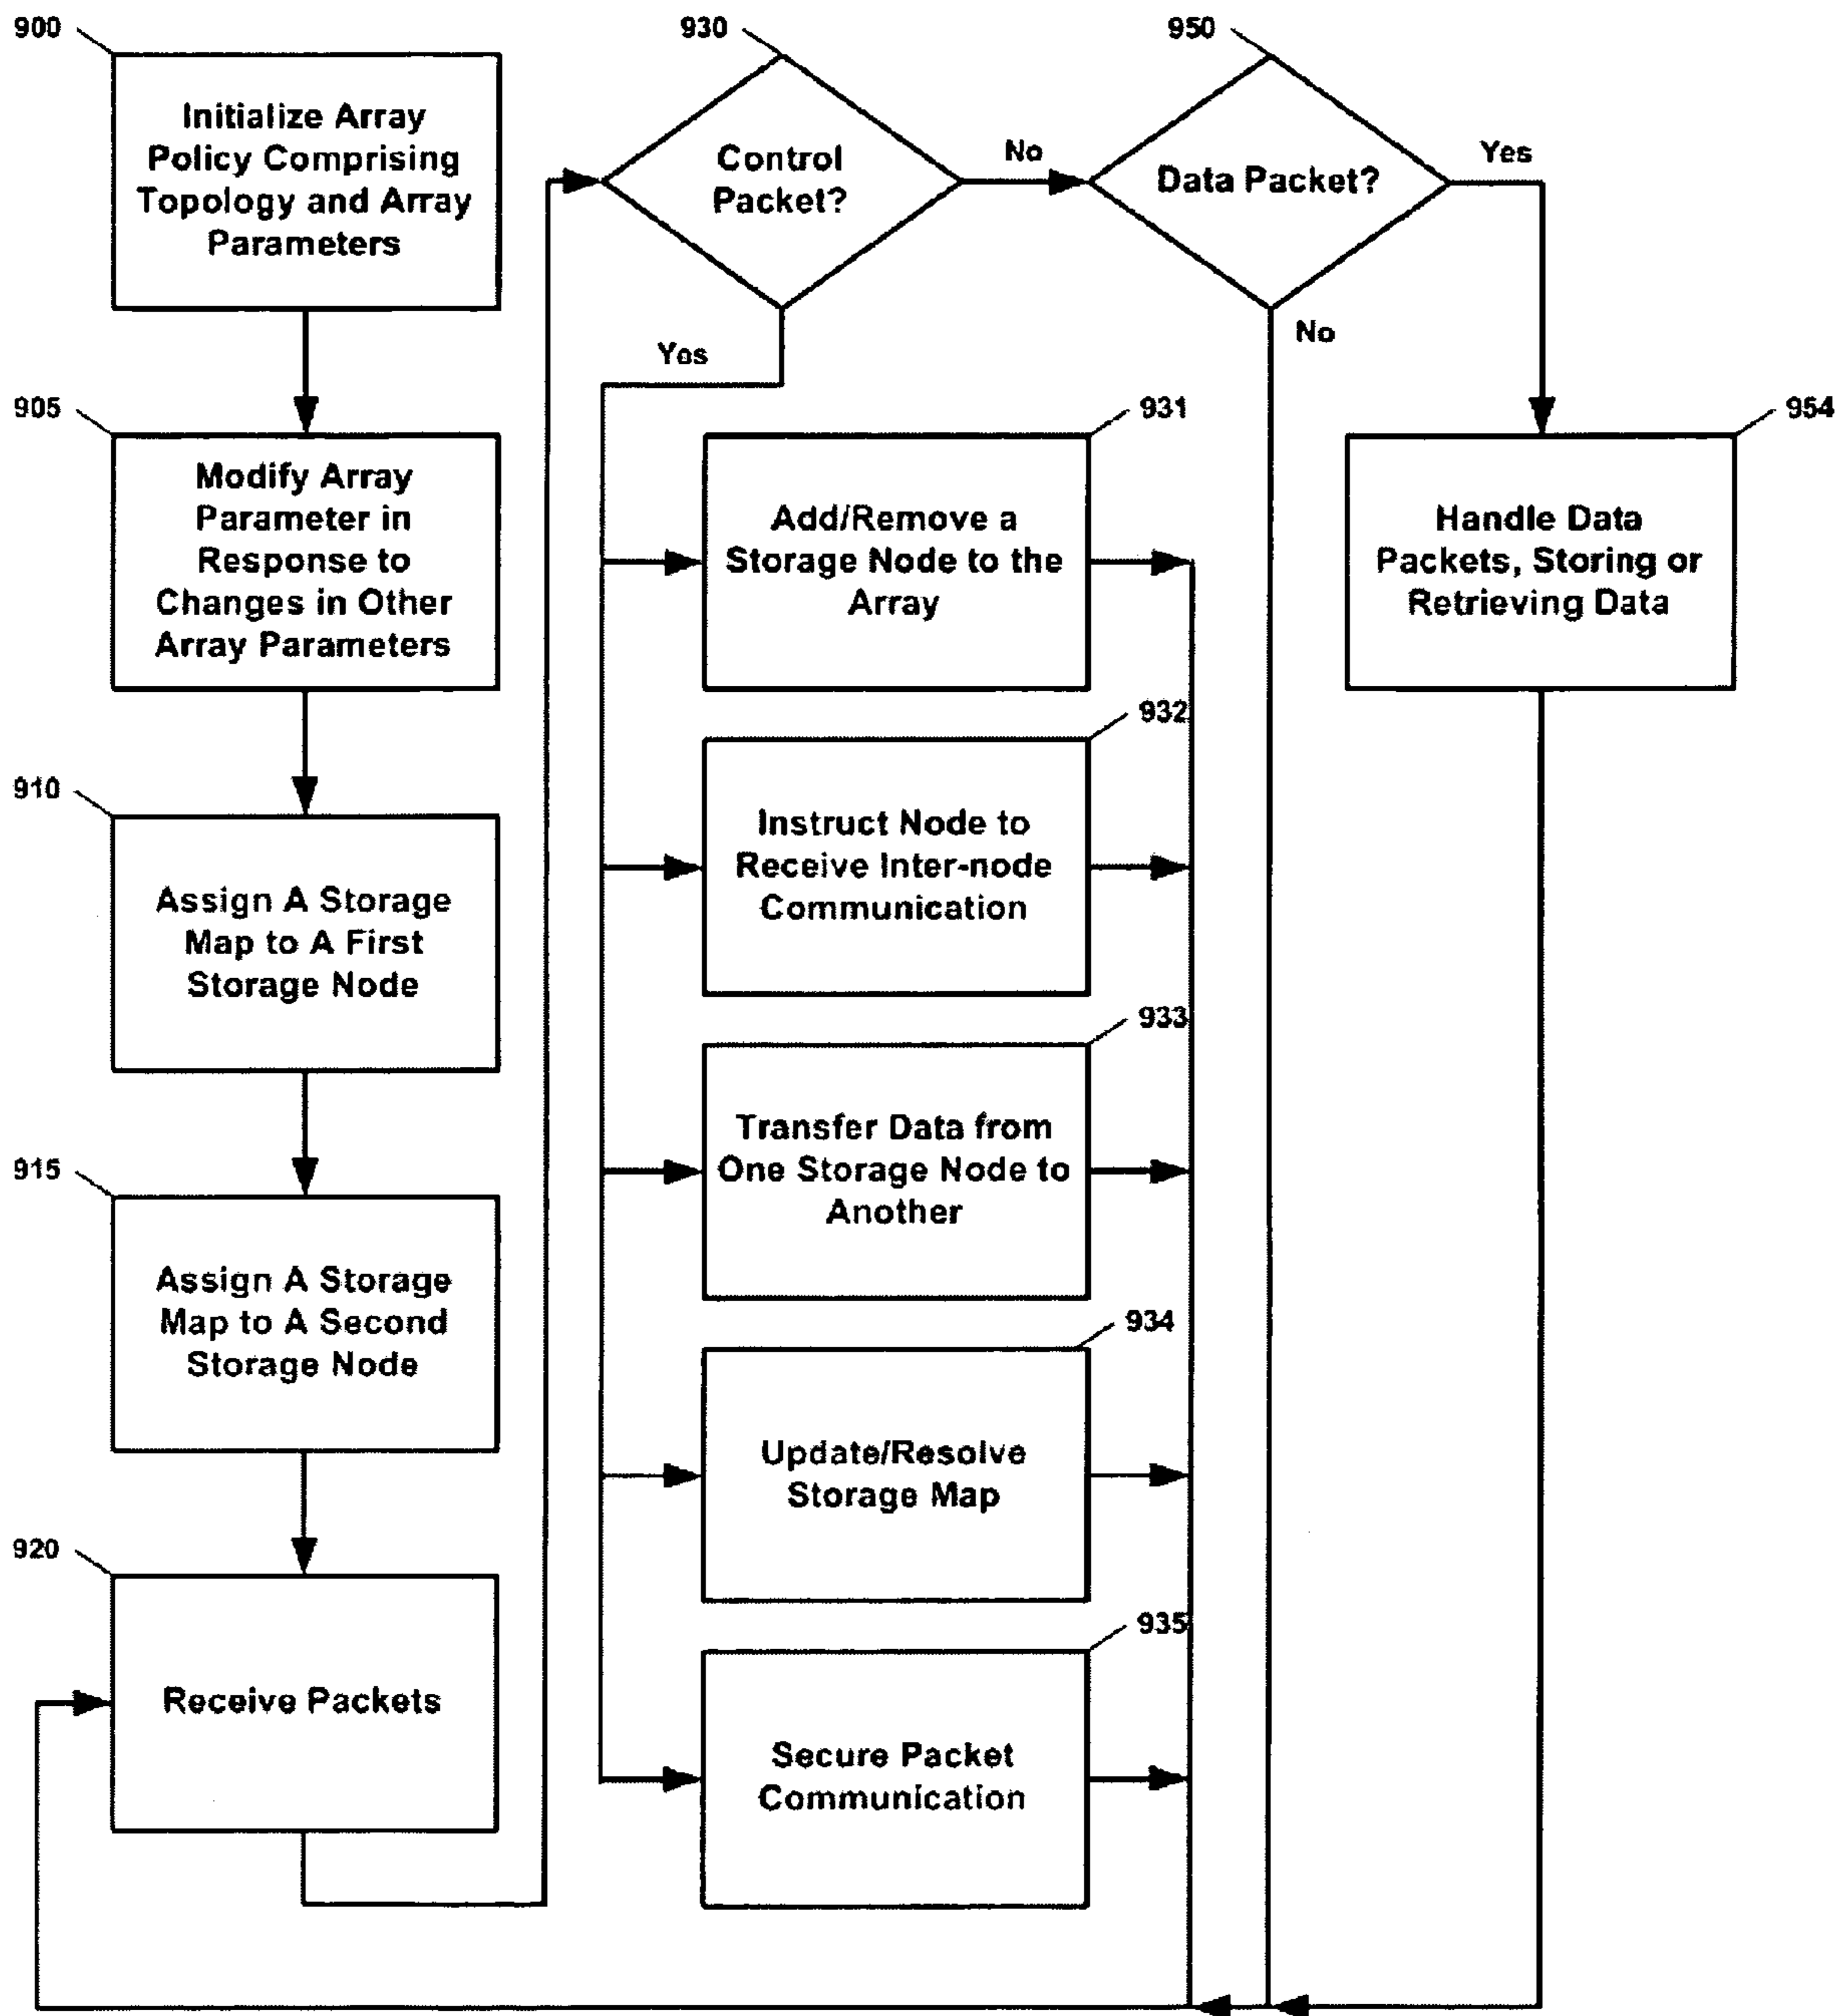 900
Initialize Array
Policy Comprising
Topology and Array
Parameters
905
Modify Array
Parameter in
Response to
Changes in Other
Array Parameters
910
Assign A Storage
Map to A First
Storage Node
915
Assign A Storage
Map to A Second
Storage Node
920
Receive Packets
930
Control
Packet?
No
Yes
931
Add/Remove a
Storage Node to the
Array
932
Instruct Node to
Receive Inter-node
Communication
933
Transfer Data from
One Storage Node to
Another
934
Update/Resolve
Storage Map
935
Secure Packet
Communication
950
Data Packet?
Yes
No
954
Handle Data
Packets, Storing or
Retrieving Data